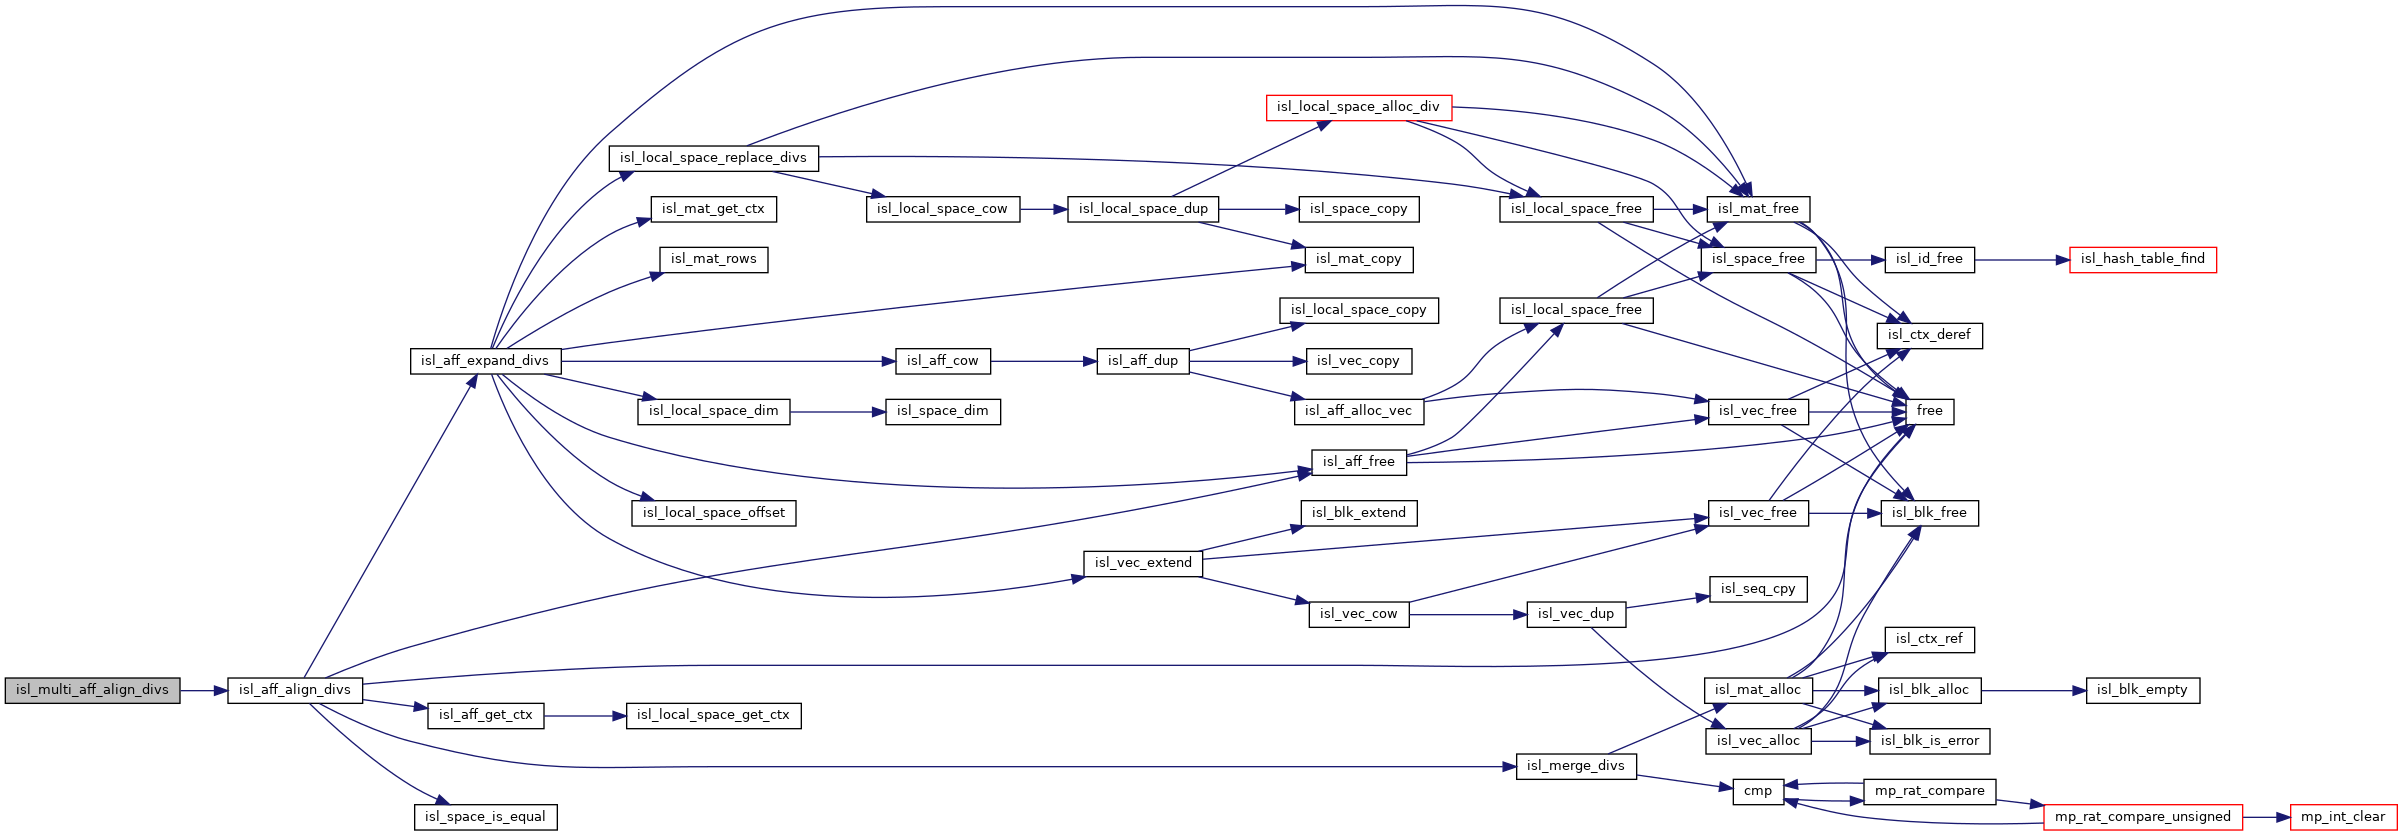 isl_local_space_alloc_div
isl_local_space_replace_divs
isl_mat_get_ctx
isl_local_space_cow
isl_local_space_dup
isl_space_copy
isl_local_space_free
isl_mat_free
isl_mat_rows
isl_mat_copy
isl_space_free
isl_id_free
isl_hash_table_find
isl_local_space_copy
isl_local_space_free
isl_ctx_deref
isl_aff_expand_divs
isl_aff_cow
isl_aff_dup
isl_vec_copy
isl_local_space_dim
isl_space_dim
isl_aff_alloc_vec
isl_vec_free
free
isl_aff_free
isl_local_space_offset
isl_blk_extend
isl_vec_free
isl_blk_free
isl_vec_extend
isl_seq_cpy
isl_vec_cow
isl_vec_dup
isl_ctx_ref
isl_multi_aff_align_divs
isl_aff_align_divs
isl_mat_alloc
isl_blk_alloc
isl_blk_empty
isl_aff_get_ctx
isl_local_space_get_ctx
isl_vec_alloc
isl_blk_is_error
isl_merge_divs
cmp
mp_rat_compare
isl_space_is_equal
mp_rat_compare_unsigned
mp_int_clear